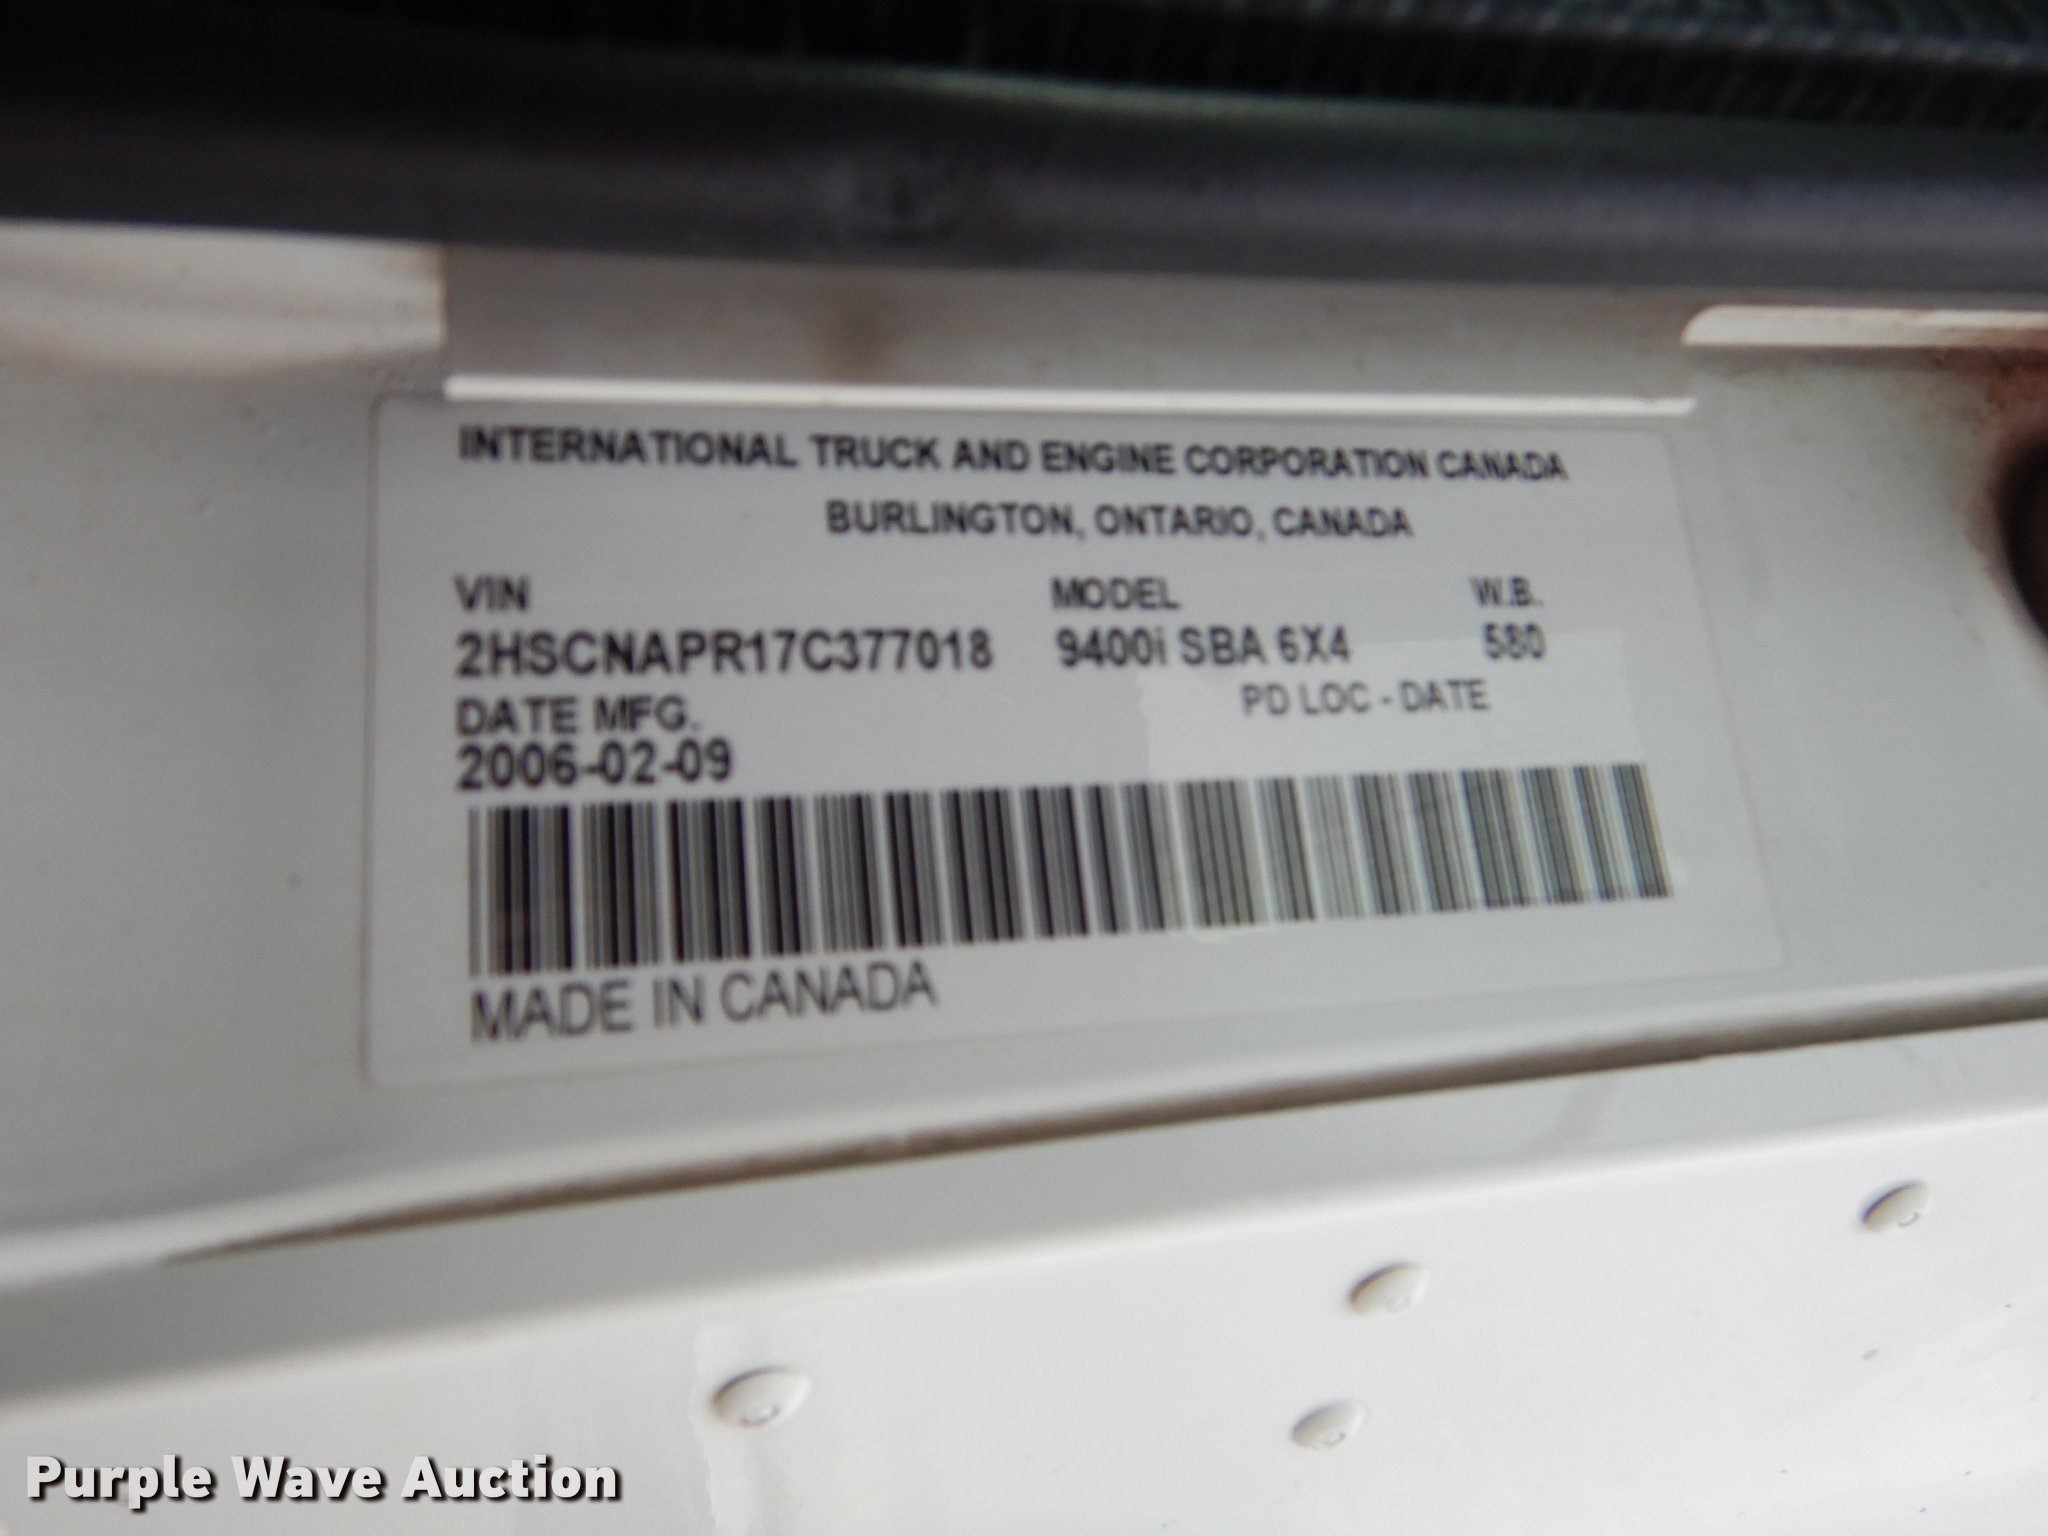 INTERNATIONAL TRUCK AND ENGINE CORPORATION CANADA
BURLINGTON, ONTARIO, CANADA
VIN MODEL W.B.
2HSCNAPR17C377018 9400i SBA 6X4 580
DATE MFG. PD LOC - DATE
2006-02-09
MADE IN CANADA
Purple Wave Auction